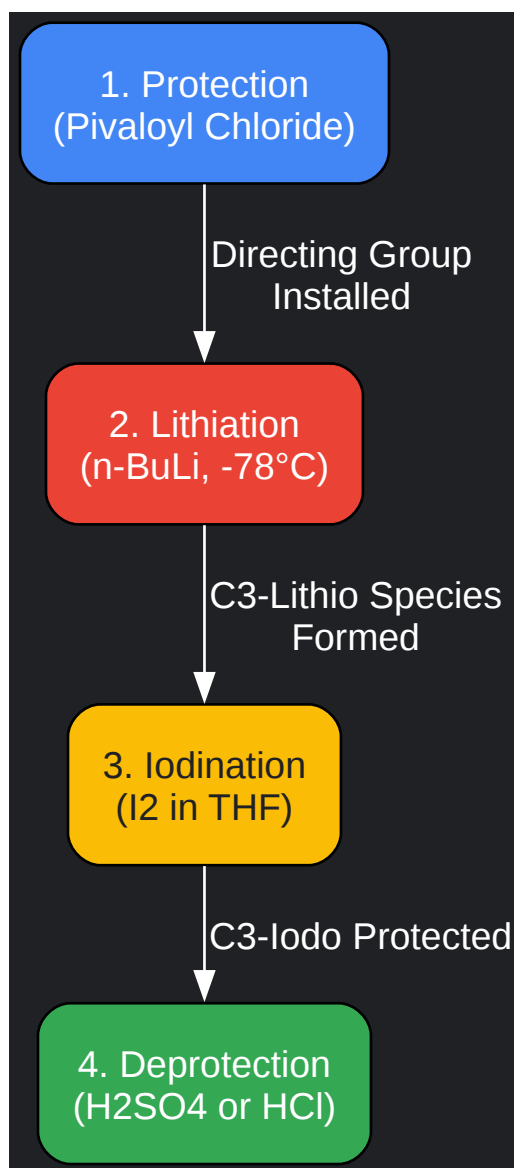 1. Protection
(Pivaloyl Chloride)
Directing Group
Installed
2. Lithiation
(n-BuLi, -78°C)
C3-Lithio Species
Formed
3. Iodination
(I2 in THF)
C3-Iodo Protected
4. Deprotection
(H2SO4 or HCl)